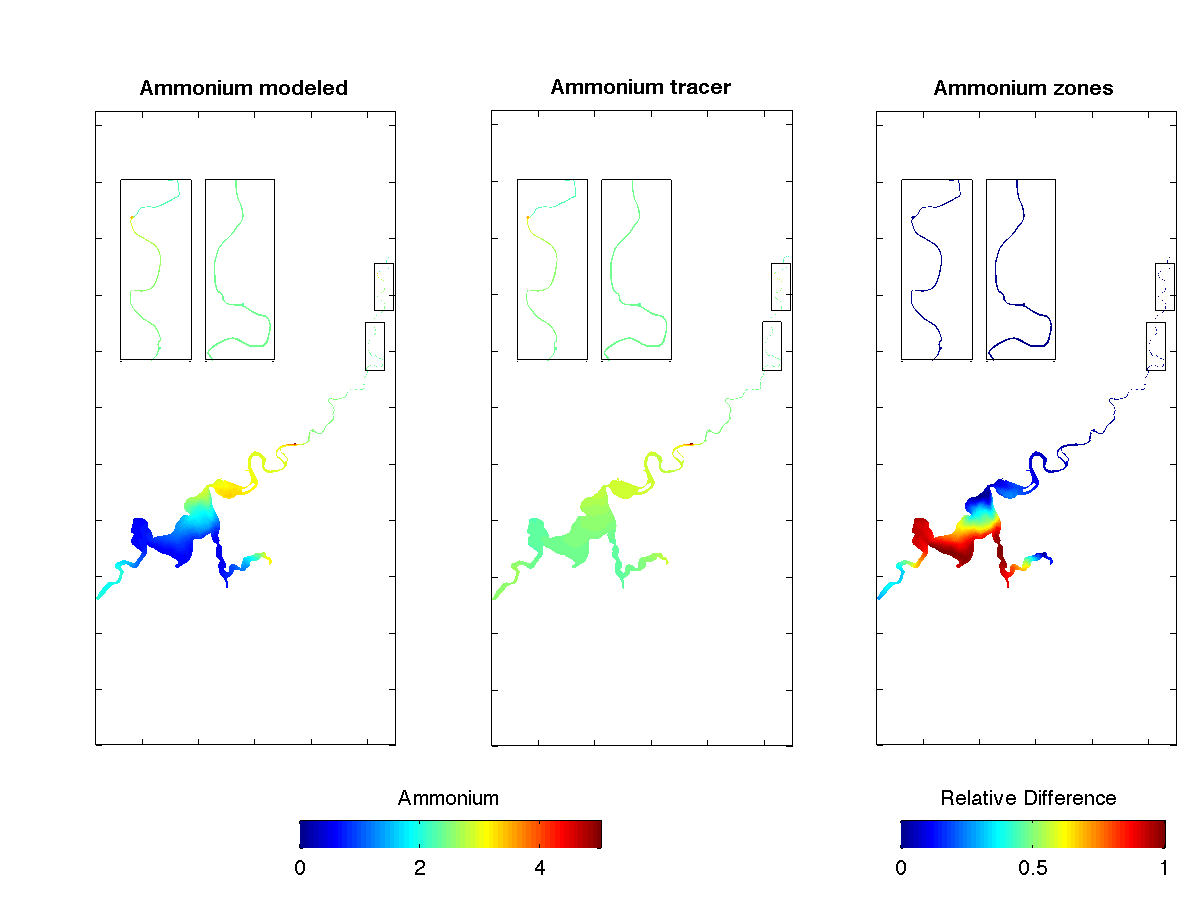 Ammonium modeled
Ammonium tracer
Ammonium zones
Ammonium
0 2 4
Relative Difference
0 0.5 1